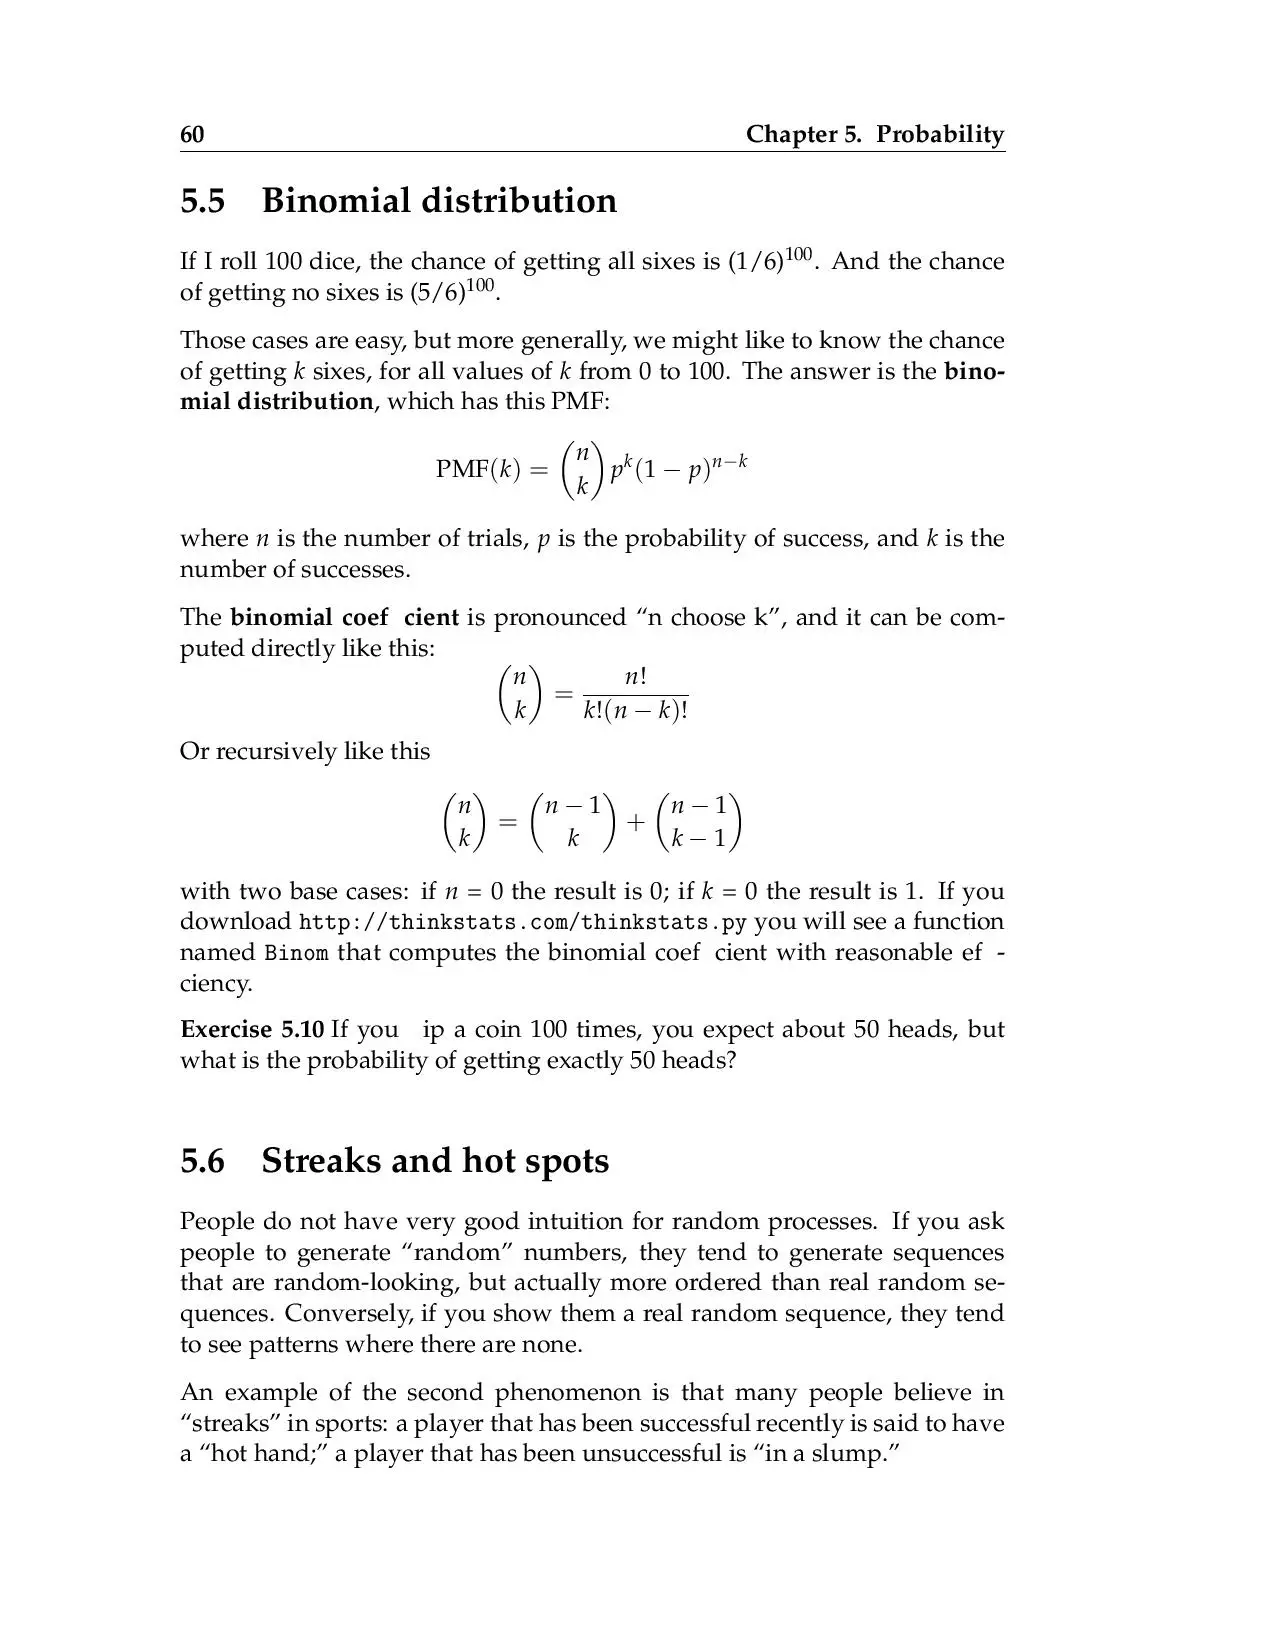 60 Chapter 5. Probability
5.5 Binomial distribution
If I roll 100 dice, the chance of getting all sixes is (1/6)^100. And the chance
of getting no sixes is (5/6)^100.
Those cases are easy, but more generally, we might like to know the chance
of getting k sixes, for all values of k from 0 to 100. The answer is the bino-
mial distribution, which has this PMF:
PMF(k) = (n k) p^k (1 − p)^(n−k)
where n is the number of trials, p is the probability of success, and k is the
number of successes.
The binomial coef cient is pronounced “n choose k”, and it can be com-
puted directly like this:
(n k) = n! / k!(n − k)!
Or recursively like this
(n k) = (n − 1 k) + (n − 1 k − 1)
with two base cases: if n = 0 the result is 0; if k = 0 the result is 1. If you
download http://thinkstats.com/thinkstats.py you will see a function
named Binom that computes the binomial coef cient with reasonable ef -
ciency.
Exercise 5.10 If you ip a coin 100 times, you expect about 50 heads, but
what is the probability of getting exactly 50 heads?
5.6 Streaks and hot spots
People do not have very good intuition for random processes. If you ask
people to generate “random” numbers, they tend to generate sequences
that are random-looking, but actually more ordered than real random se-
quences. Conversely, if you show them a real random sequence, they tend
to see patterns where there are none.
An example of the second phenomenon is that many people believe in
“streaks” in sports: a player that has been successful recently is said to have
a “hot hand;” a player that has been unsuccessful is “in a slump.”